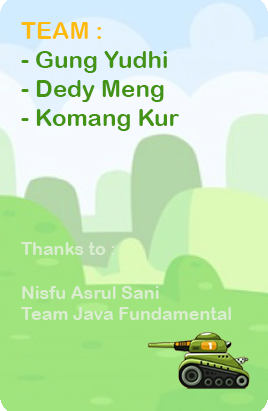 TEAM :
- Gung Yudhi
- Dedy Meng
- Komang Kur
Thanks to :
Nisfu Asrul Sani
Team Java Fundamental